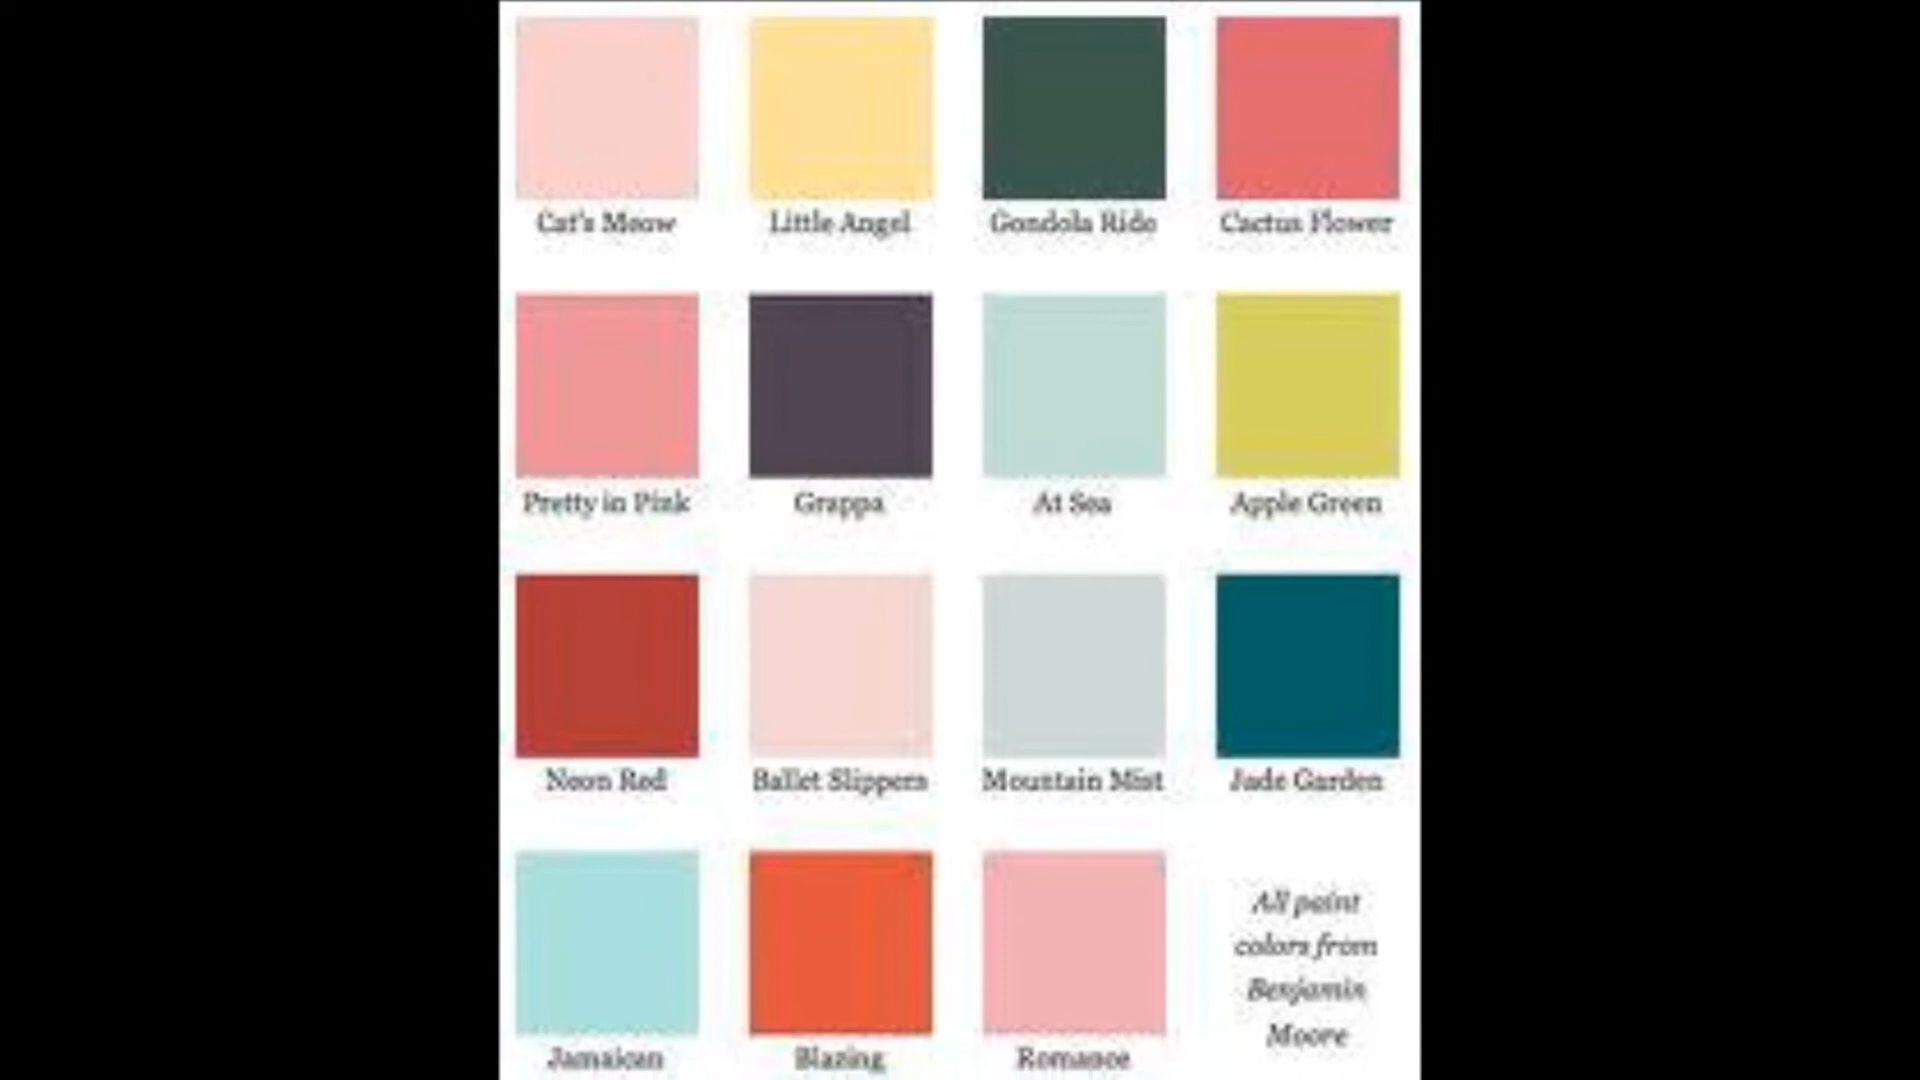 Cat's Meow
Little Angel
Gondola Ride
Cactus Flower
Pretty in Pink
Grappa
At Sea
Apple Green
Neon Red
Ballet Slippers
Mountain Mist
Jade Garden
Jamaican
Blazing
Romance
All paint
colors from
Benjamin
Moore